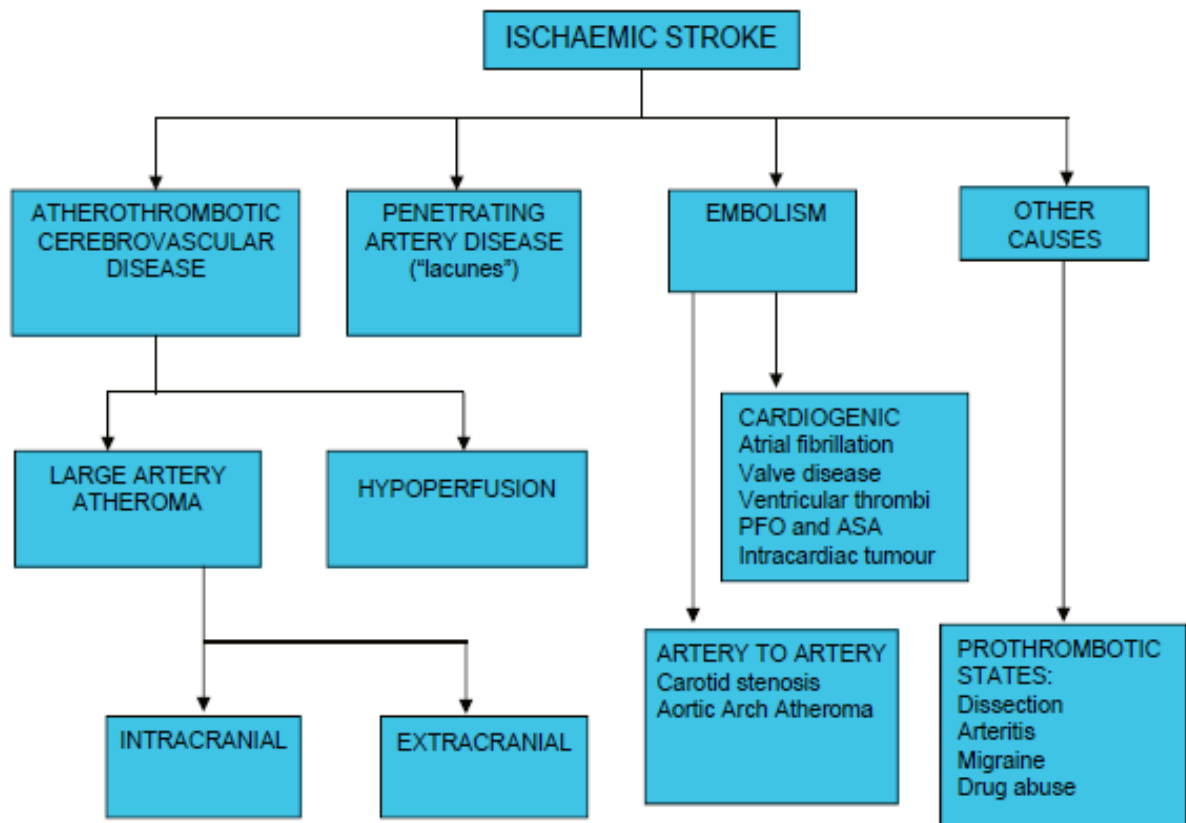 ISCHAEMIC STROKE
ATHEROTHROMBOTIC
CEREBROVASCULAR
DISEASE
PENETRATING
ARTERY DISEASE
("lacunes")
EMBOLISM
OTHER
CAUSES
LARGE ARTERY
ATHEROMA
HYPOPERFUSION
CARDIOGENIC
Atrial fibrillation
Valve disease
Ventricular thrombi
PFO and ASA
Intracardiac tumour
INTRACRANIAL
EXTRACRANIAL
ARTERY TO ARTERY
Carotid stenosis
Aortic Arch Atheroma
PROTHROMBOTIC
STATES:
Dissection
Arteritis
Migraine
Drug abuse